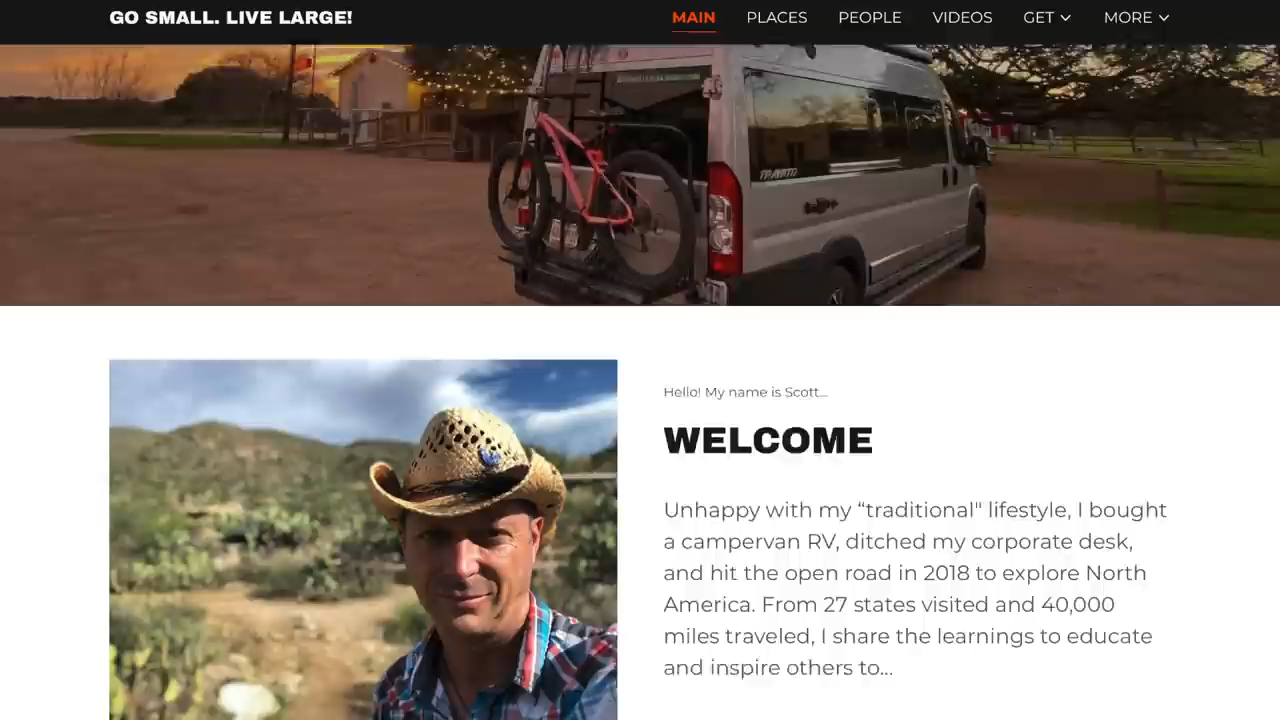 GO SMALL. LIVE LARGE!
MAIN PLACES PEOPLE VIDEOS GET MORE
TRAVATO
Hello! My name is Scott...
WELCOME
Unhappy with my “traditional" lifestyle, I bought
a campervan RV, ditched my corporate desk,
and hit the open road in 2018 to explore North
America. From 27 states visited and 40,000
miles traveled, I share the learnings to educate
and inspire others to...